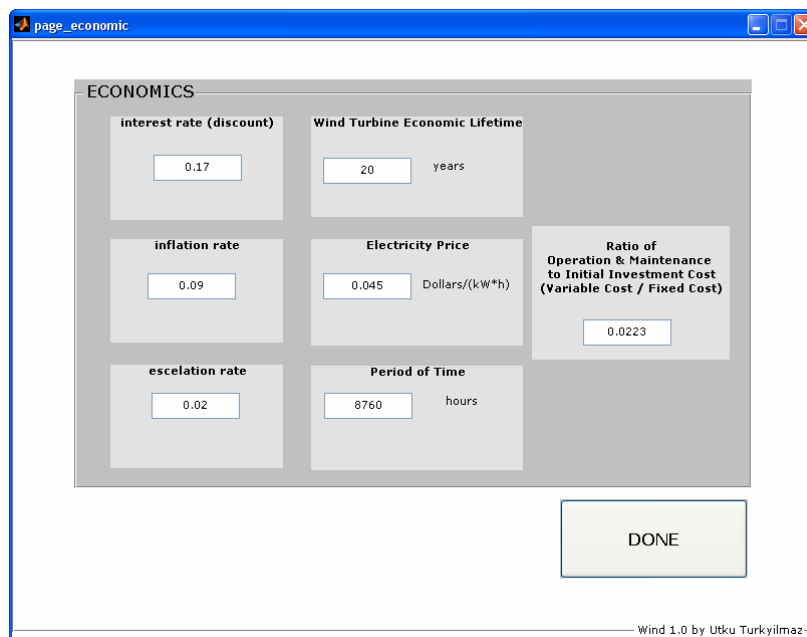 page_economic
ECONOMICS
interest rate (discount)
0.17
Wind Turbine Economic Lifetime
20 years
inflation rate
0.09
Electricity Price
0.045 Dollars/(kW*h)
Ratio of
Operation & Maintenance
to Initial Investment Cost
(Variable Cost / Fixed Cost)
0.0223
escelation rate
0.02
Period of Time
8760 hours
DONE
Wind 1.0 by Utku Turkyilmaz